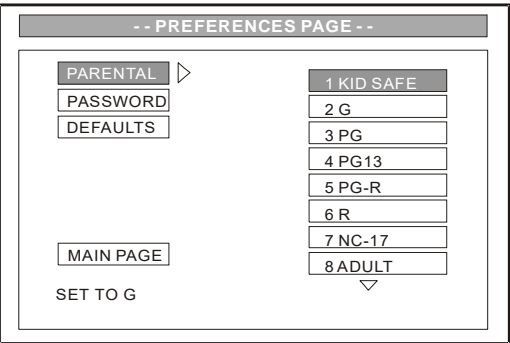 - - PREFERENCES PAGE - -
PARENTAL
PASSWORD
DEFAULTS
MAIN PAGE
SET TO G
1 KID SAFE
2 G
3 PG
4 PG13
5 PG-R
6 R
7 NC-17
8 ADULT